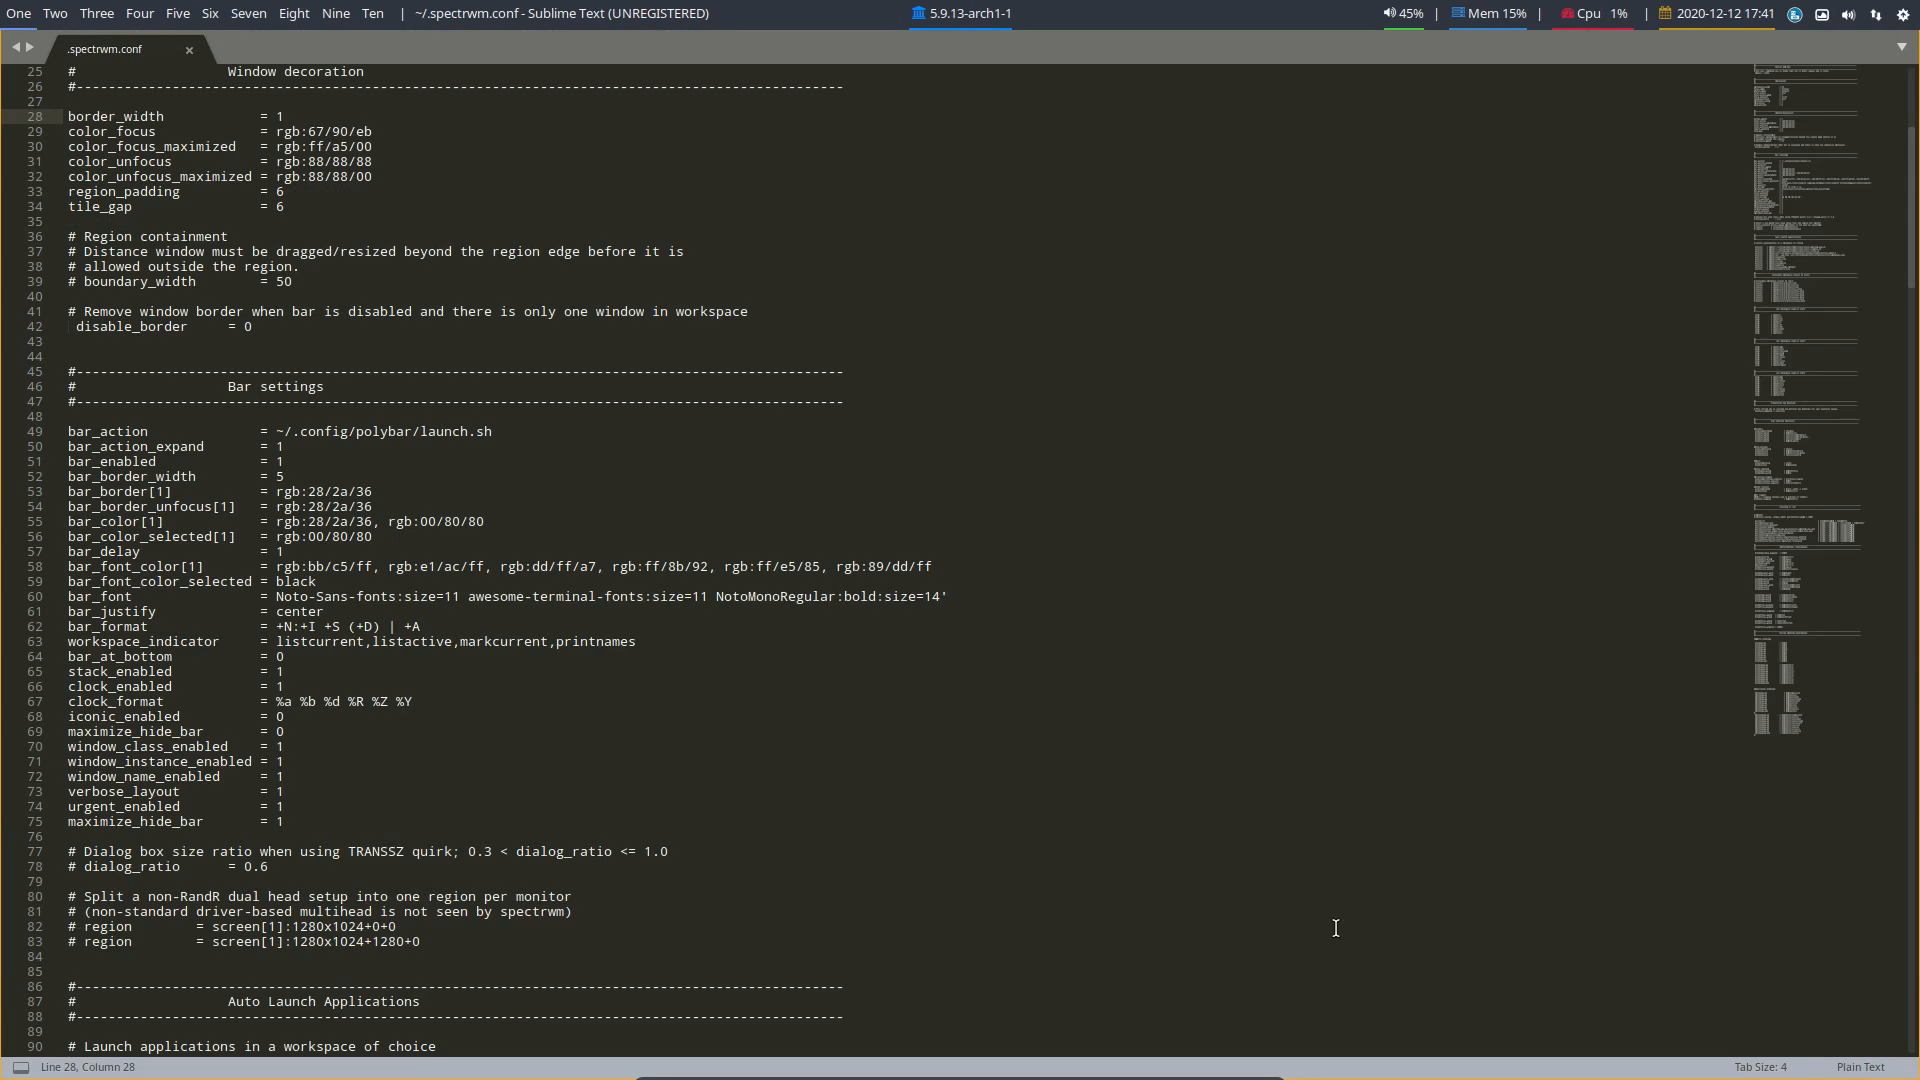 One Two Three Four Five Six Seven Eight Nine Ten | ~/.spectrwm.conf - Sublime Text (UNREGISTERED) 5.9.13-arch1-1 45% | Mem 15% | Cpu 1% | 2020-12-12 17:41
.spectrwm.conf ×
25 # Window decoration
26 #------------------------------------------------------------------------------------------------
27
28 border_width = 1
29 color_focus = rgb:67/90/eb
30 color_focus_maximized = rgb:ff/a5/00
31 color_unfocus = rgb:88/88/88
32 color_unfocus_maximized = rgb:88/88/00
33 region_padding = 6
34 tile_gap = 6
35
36 # Region containment
37 # Distance window must be dragged/resized beyond the region edge before it is
38 # allowed outside the region.
39 # boundary_width = 50
40
41 # Remove window border when bar is disabled and there is only one window in workspace
42 disable_border = 0
43
44
45 #------------------------------------------------------------------------------------------------
46 # Bar settings
47 #------------------------------------------------------------------------------------------------
48
49 bar_action = ~/.config/polybar/launch.sh
50 bar_action_expand = 1
51 bar_enabled = 1
52 bar_border_width = 5
53 bar_border[1] = rgb:28/2a/36
54 bar_border_unfocus[1] = rgb:28/2a/36
55 bar_color[1] = rgb:28/2a/36, rgb:00/80/80
56 bar_color_selected[1] = rgb:00/80/80
57 bar_delay = 1
58 bar_font_color[1] = rgb:bb/c5/ff, rgb:e1/ac/ff, rgb:dd/ff/a7, rgb:ff/8b/92, rgb:ff/e5/85, rgb:89/dd/ff
59 bar_font_color_selected = black
60 bar_font = Noto-Sans-fonts:size=11 awesome-terminal-fonts:size=11 NotoMonoRegular:bold:size=14'
61 bar_justify = center
62 bar_format = +N:+I +S (+D) | +A
63 workspace_indicator = listcurrent,listactive,markcurrent,printnames
64 bar_at_bottom = 0
65 stack_enabled = 1
66 clock_enabled = 1
67 clock_format = %a %b %d %R %Z %Y
68 iconic_enabled = 0
69 maximize_hide_bar = 0
70 window_class_enabled = 1
71 window_instance_enabled = 1
72 window_name_enabled = 1
73 verbose_layout = 1
74 urgent_enabled = 1
75 maximize_hide_bar = 1
76
77 # Dialog box size ratio when using TRANSSZ quirk; 0.3 < dialog_ratio <= 1.0
78 # dialog_ratio = 0.6
79
80 # Split a non-RandR dual head setup into one region per monitor
81 # (non-standard driver-based multihead is not seen by spectrwm)
82 # region = screen[1]:1280x1024+0+0
83 # region = screen[1]:1280x1024+1280+0
84
85
86 #------------------------------------------------------------------------------------------------
87 # Auto Launch Applications
88 #------------------------------------------------------------------------------------------------
89
90 # Launch applications in a workspace of choice
Line 28, Column 28 Tab Size: 4 Plain Text